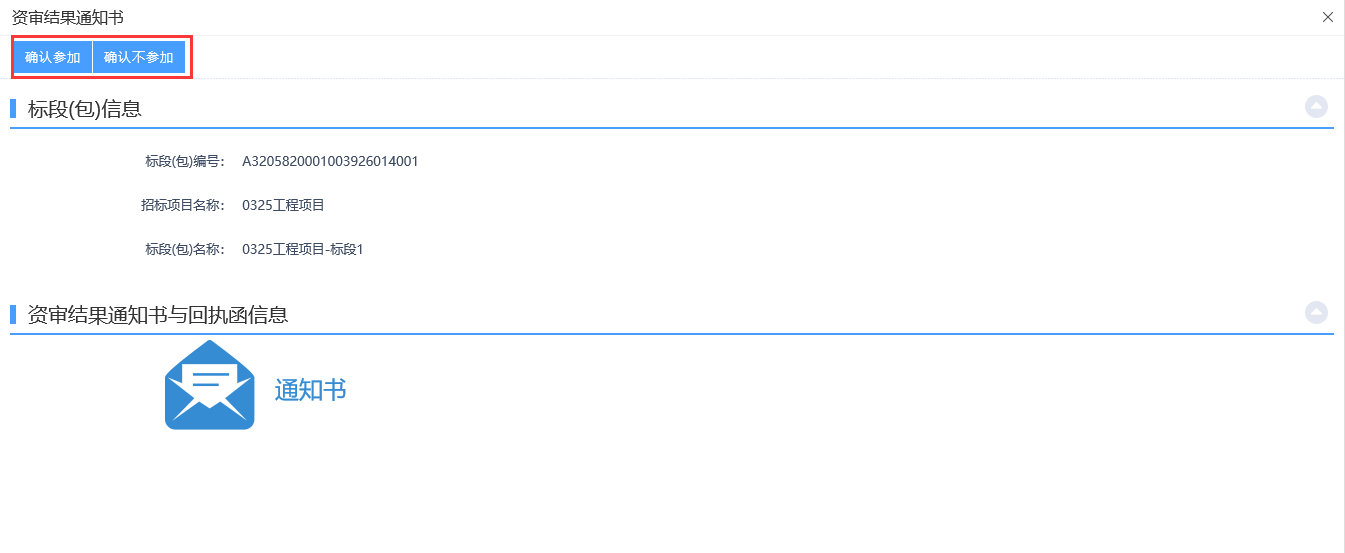 资审结果通知书
确认参加 确认不参加
标段(包)信息
标段(包)编号： A3205820001003926014001
招标项目名称： 0325工程项目
标段(包)名称： 0325工程项目-标段1
资审结果通知书与回执函信息
通知书